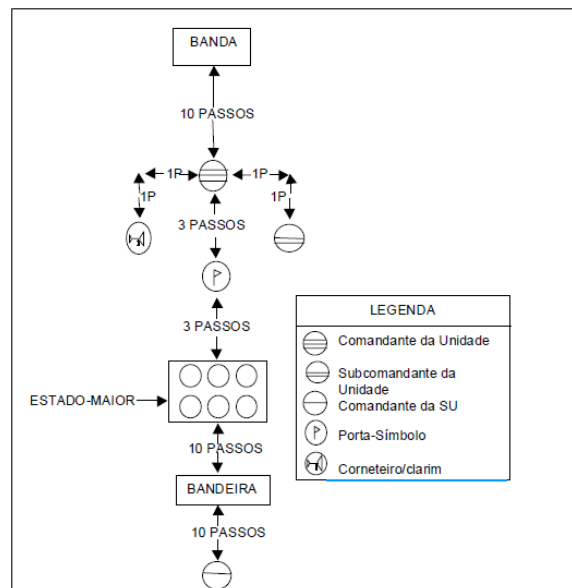 BANDA
10 PASSOS
1P
1P
1P
1P
3 PASSOS
3 PASSOS
ESTADO-MAIOR
10 PASSOS
BANDEIRA
10 PASSOS
LEGENDA
Comandante da Unidade
Subcomandante da
Unidade
Comandante da SU
Porta-Símbolo
Corneteiro/clarim